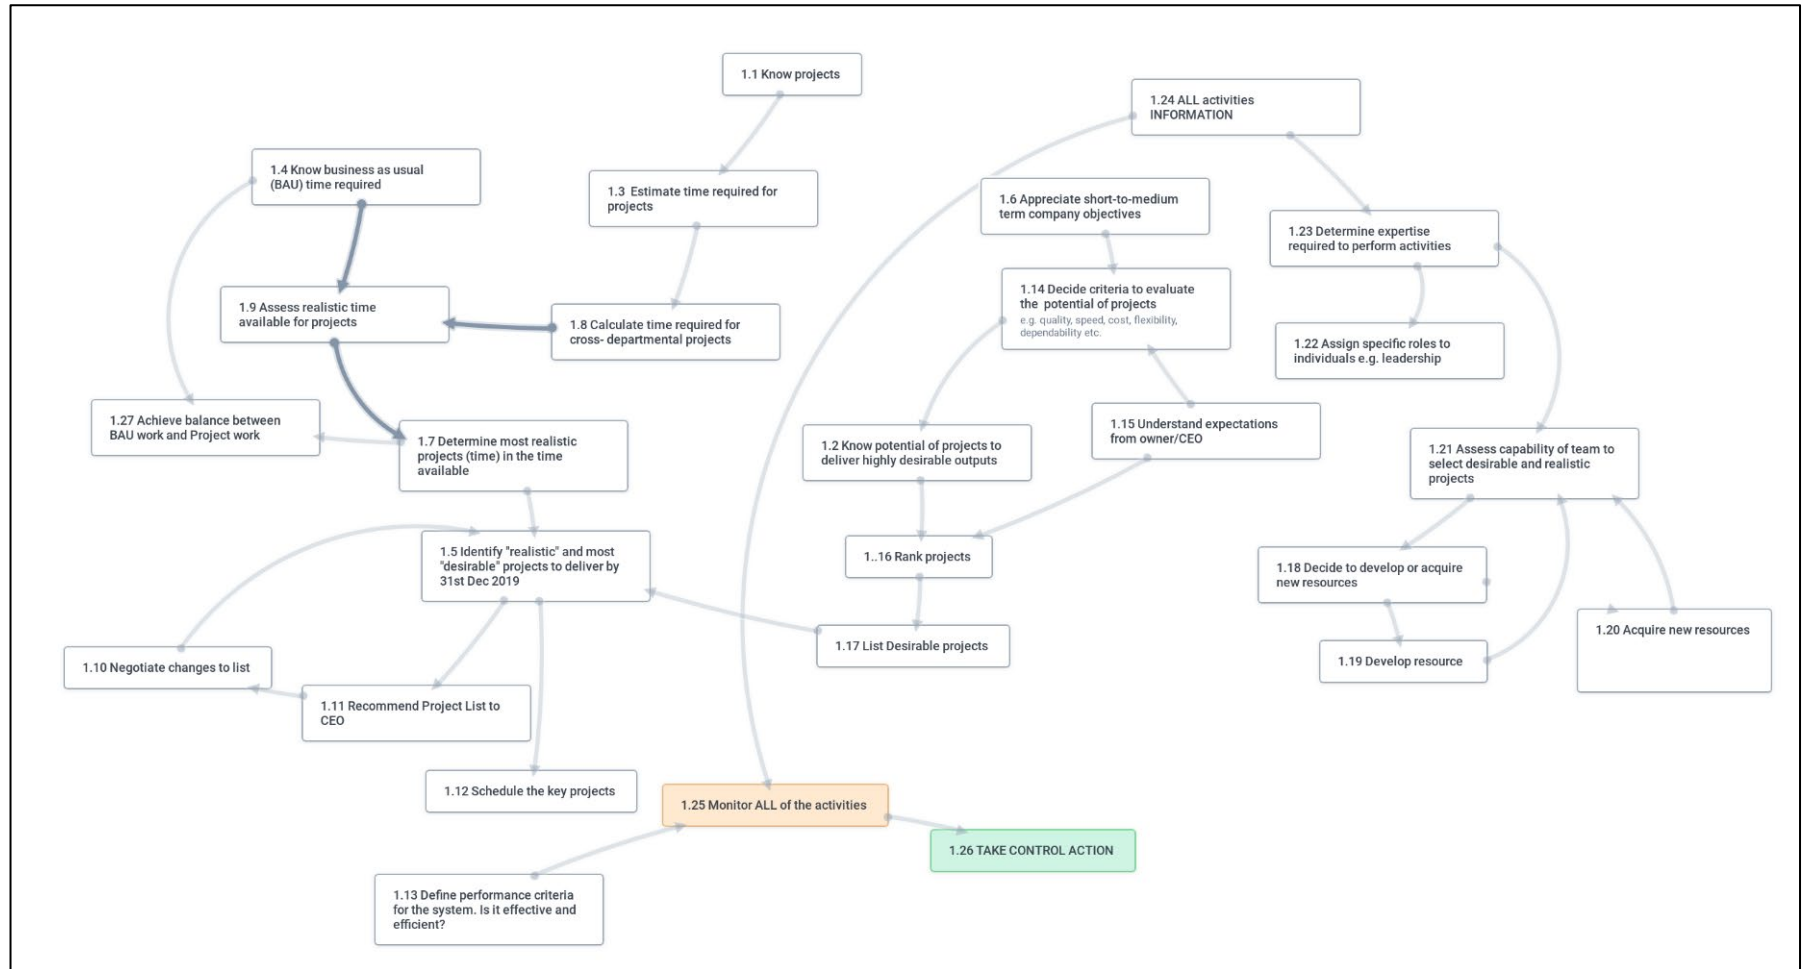 1.1 Know projects
1.24 ALL activities
INFORMATION
1.4 Know business as usual
(BAU) time required
1.3 Estimate time required for
projects
1.6 Appreciate short-to-medium
term company objectives
1.23 Determine expertise
required to perform activities
1.9 Assess realistic time
available for projects
1.8 Calculate time required for
cross- departmental projects
1.14 Decide criteria to evaluate
the potential of projects
e.g. quality, speed, cost, flexibility,
dependability etc.
1.22 Assign specific roles to
individuals e.g. leadership
1.27 Achieve balance between
BAU work and Project work
1.7 Determine most realistic
projects (time) in the time
available
1.2 Know potential of projects to
deliver highly desirable outputs
1.15 Understand expectations
from owner/CEO
1.21 Assess capability of team to
select desirable and realistic
projects
1.5 Identify "realistic" and most
"desirable" projects to deliver by
31st Dec 2019
1..16 Rank projects
1.18 Decide to develop or acquire
new resources
1.10 Negotiate changes to list
1.17 List Desirable projects
1.19 Develop resource
1.20 Acquire new resources
1.11 Recommend Project List to
CEO
1.12 Schedule the key projects
1.25 Monitor ALL of the activities
1.26 TAKE CONTROL ACTION
1.13 Define performance criteria
for the system. Is it effective and
efficient?